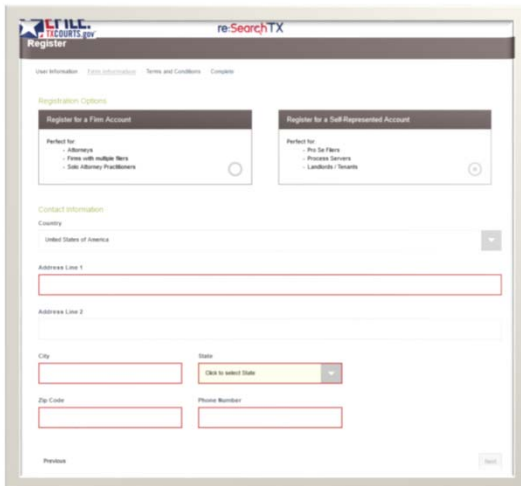 EFILE.
TXCOURTS.gov
re:SearchTX
Register
User Information Firm Information Terms and Conditions Complete
Registration Options
Register for a Firm Account
Perfect for
- Attorneys
- Firms with multiple filers
- Sole Attorney Practitioners
Register for a Self-Represented Account
Perfect for
- Pro Se Filers
- Process Servers
- Landlords / Tenants
Contact Information
Country
United States of America
Address Line 1
Address Line 2
City State
Click to select State
Zip Code Phone Number
Previous Next